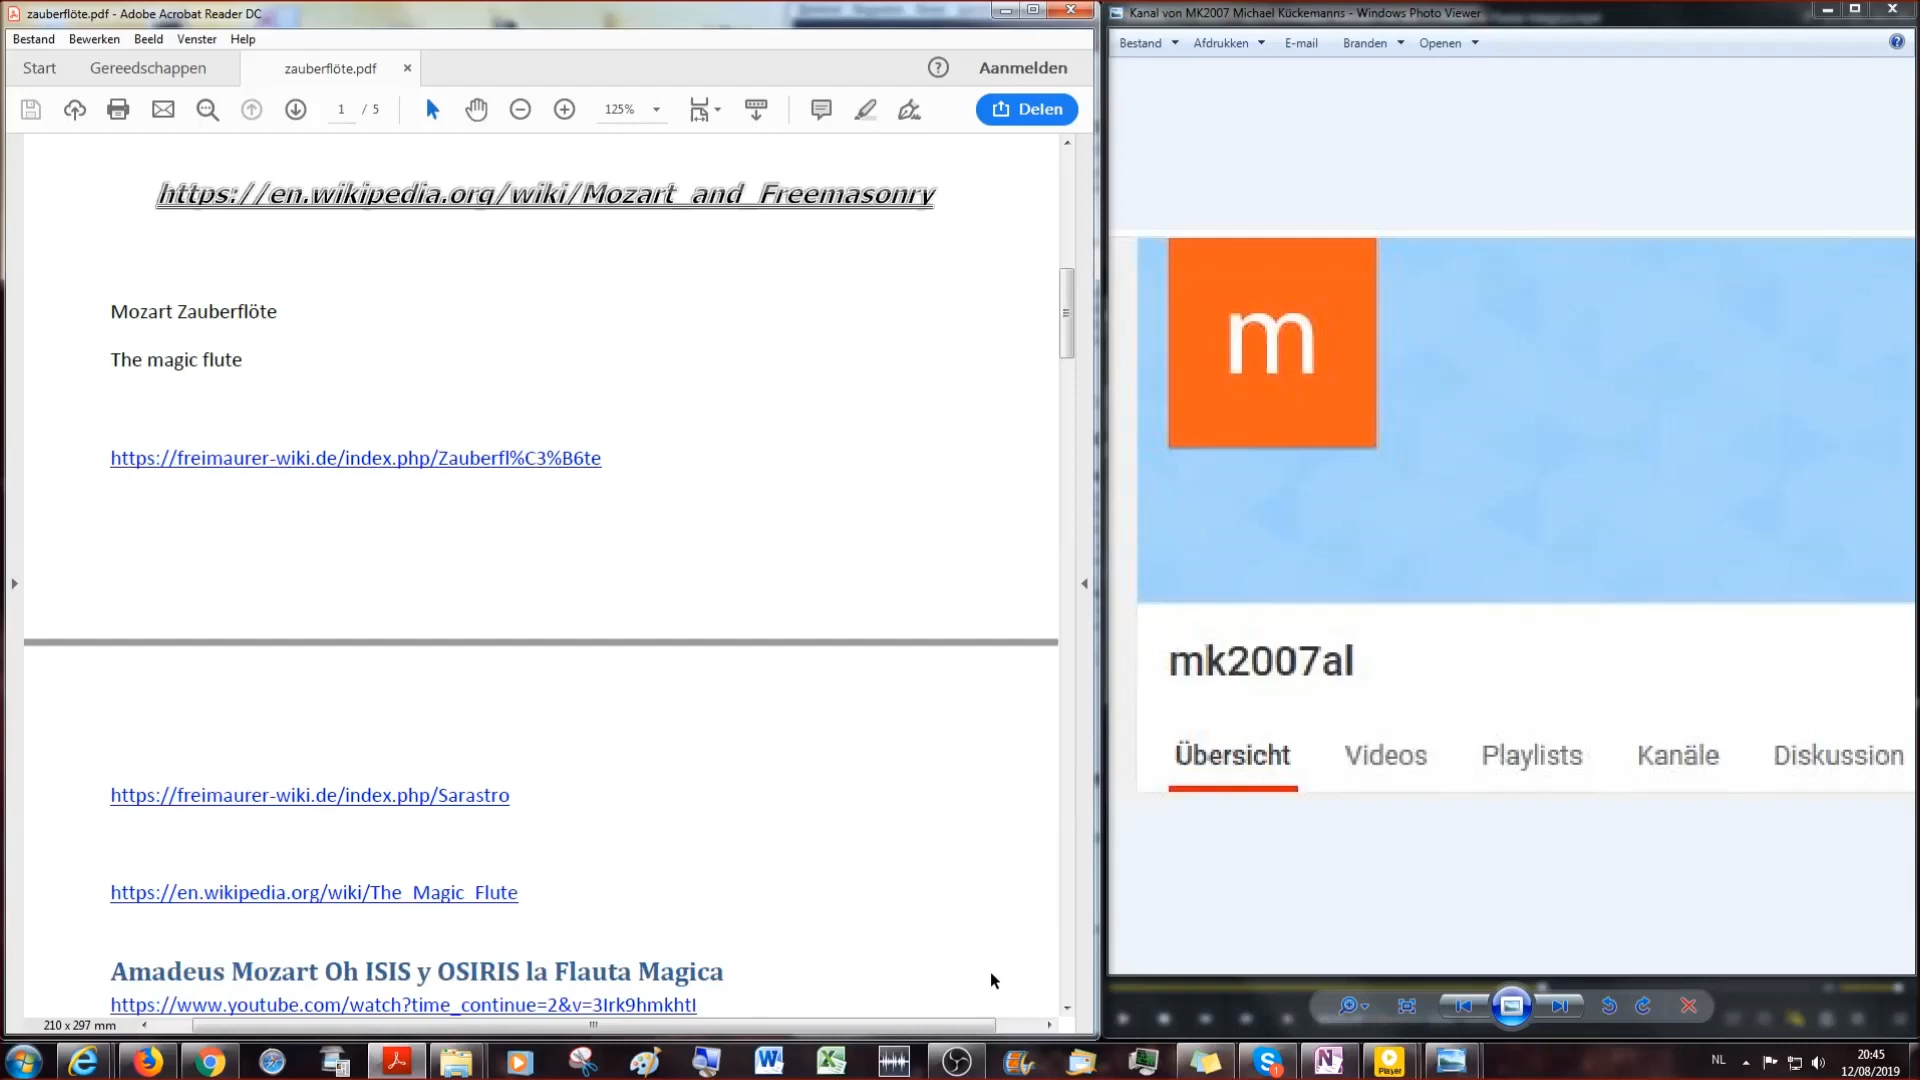 zauberflöte.pdf - Adobe Acrobat Reader DC
Bestand Bewerken Beeld Venster Help
Start Gereedschappen zauberflöte.pdf × Aanmelden
1 / 5 125% Delen
https://en.wikipedia.org/wiki/Mozart_and_Freemasonry
Mozart Zauberflöte
The magic flute
https://freimaurer-wiki.de/index.php/Zauberfl%C3%B6te
https://freimaurer-wiki.de/index.php/Sarastro
https://en.wikipedia.org/wiki/The_Magic_Flute
Amadeus Mozart Oh ISIS y OSIRIS la Flauta Magica
https://www.youtube.com/watch?time_continue=2&v=3Irk9hmkhtI
210 x 297 mm
Kanal von MK2007 Michael Kückemanns - Windows Photo Viewer
Bestand Afdrukken E-mail Branden Openen
m
mk2007al
Übersicht Videos Playlists Kanäle Diskussion
Player
NL
20:45
12/08/2019